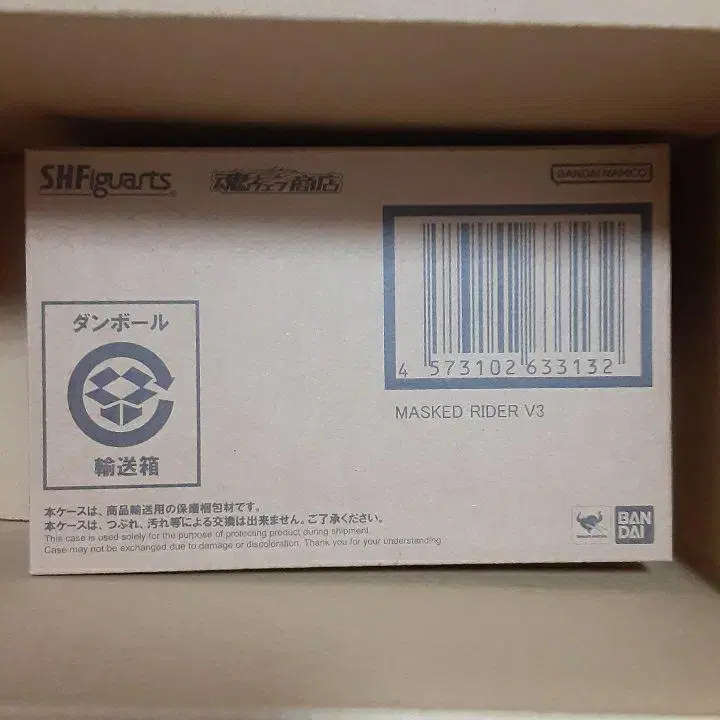 S.H.Figuarts
魂ウェブ商店
BANDAI NAMCO
4 573102 633132
MASKED RIDER V3
ダンボール
輸送箱
本ケースは、商品輸送用の保護梱包材です。
本ケースは、つぶれ、汚れ等による交換は出来ません。ご了承ください。
This case is used solely for the purpose of protecting product during shipment.
Case may not be exchanged due to damage or discoloration. Thank you for your understanding.
BAN
DAI